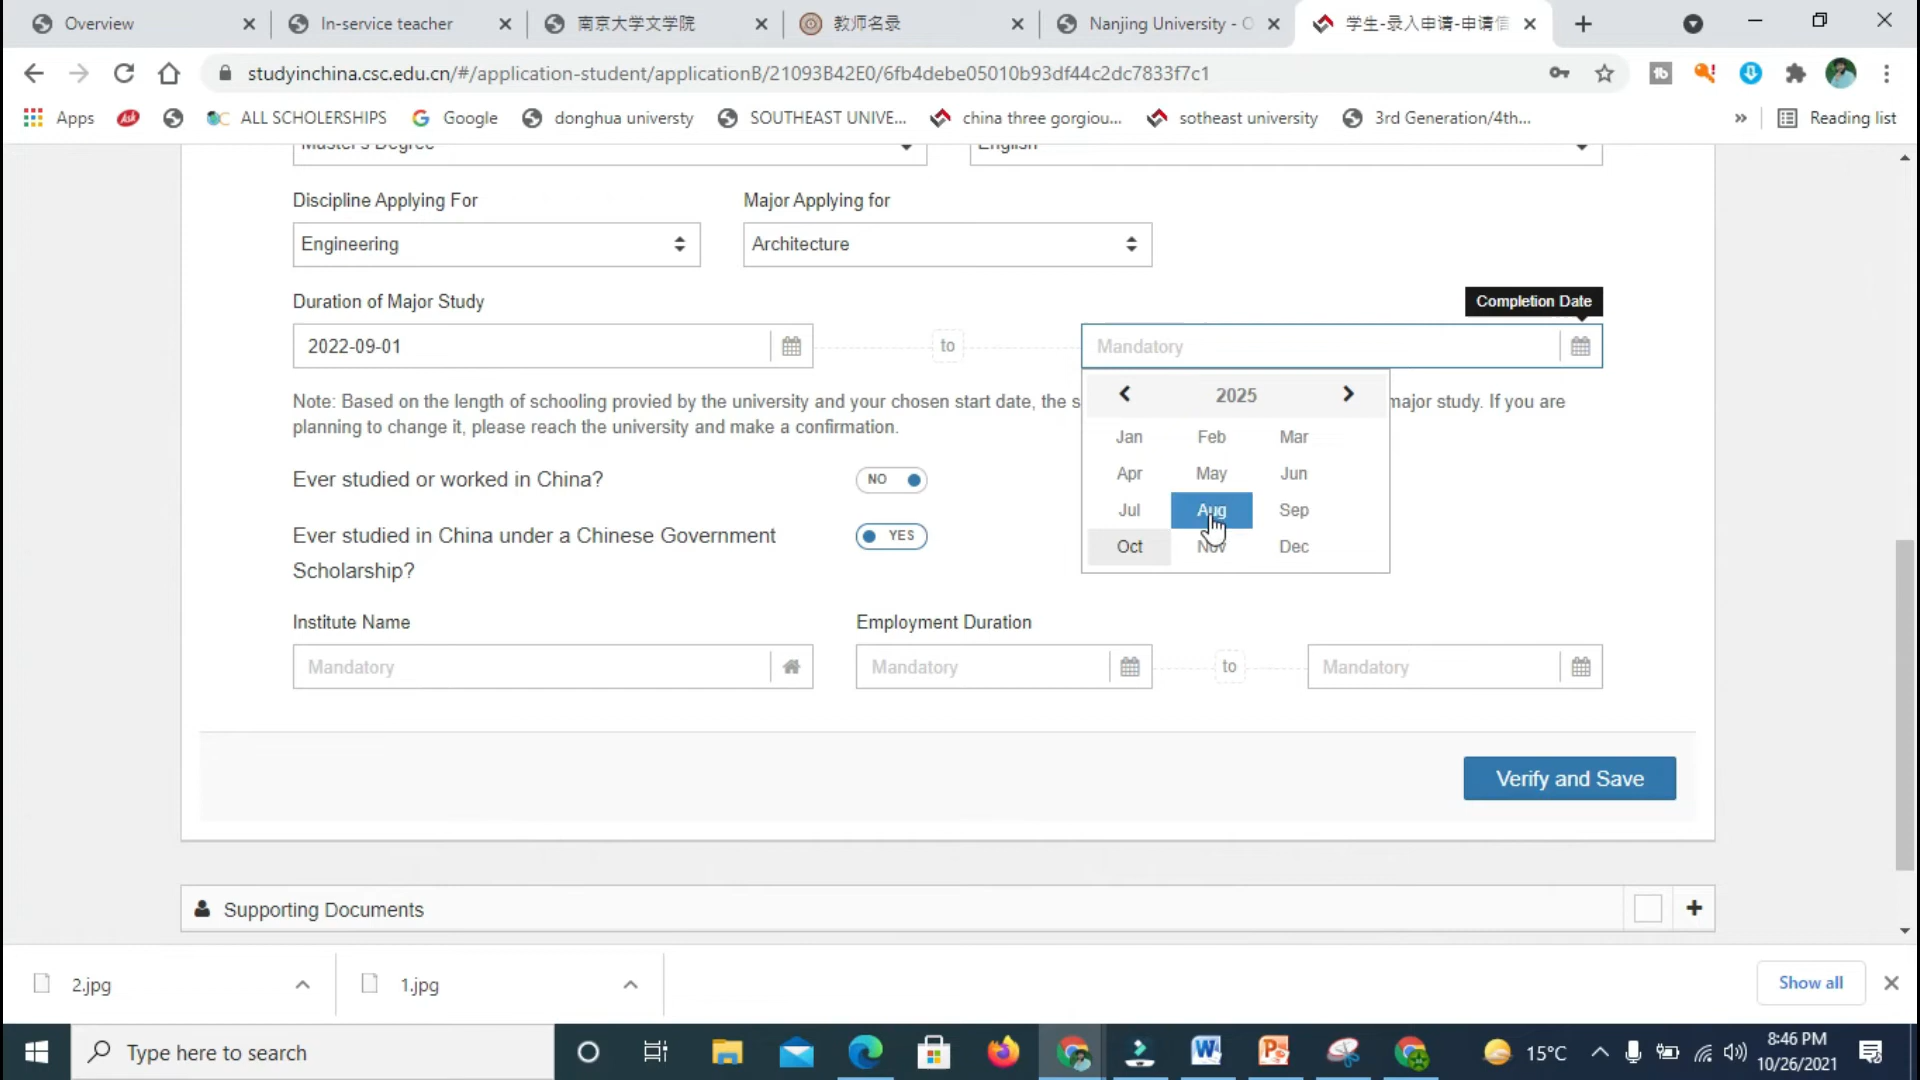 Overview
In-service teacher
南京大学文学院
教师名录
Nanjing University - O
学生-录入申请-申请信
studyinchina.csc.edu.cn/#/application-student/applicationB/21093B42E0/6fb4debe05010b93df44c2dc7833f7c1
Apps
Ask
ALL SCHOLERSHIPS
Google
donghua universty
SOUTHEAST UNIVE...
china three gorgiou...
sotheast university
3rd Generation/4th...
»
Reading list
Master's Degree
English
Discipline Applying For
Major Applying for
Engineering
Architecture
Duration of Major Study
Completion Date
2022-09-01
to
Mandatory
2025
Jan Feb Mar
Apr May Jun
Jul Aug Sep
Oct Nov Dec
Note: Based on the length of schooling provied by the university and your chosen start date, the s
major study. If you are
planning to change it, please reach the university and make a confirmation.
Ever studied or worked in China?
NO
Ever studied in China under a Chinese Government
Scholarship?
YES
Institute Name
Employment Duration
Mandatory
Mandatory
to
Mandatory
Verify and Save
Supporting Documents
2.jpg
1.jpg
Show all
Type here to search
15°C
8:46 PM
10/26/2021